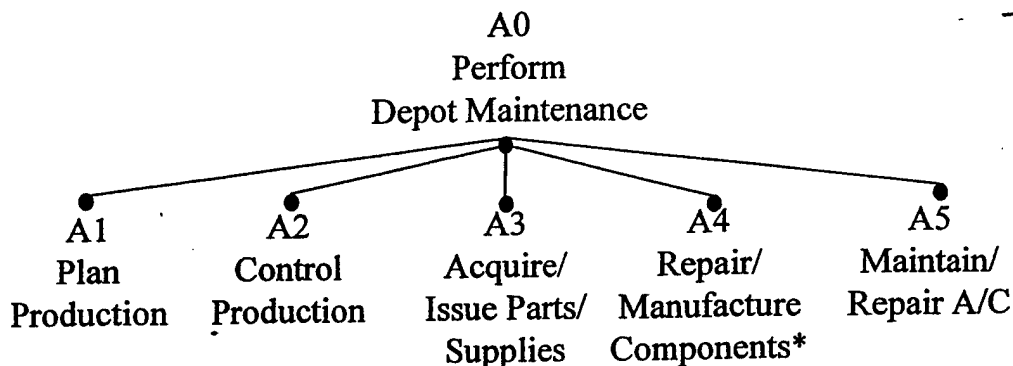 A0
Perform
Depot Maintenance
A1
Plan
Production
A2
Control
Production
A3
Acquire/
Issue Parts/
Supplies
A4
Repair/
Manufacture
Components*
A5
Maintain/
Repair A/C